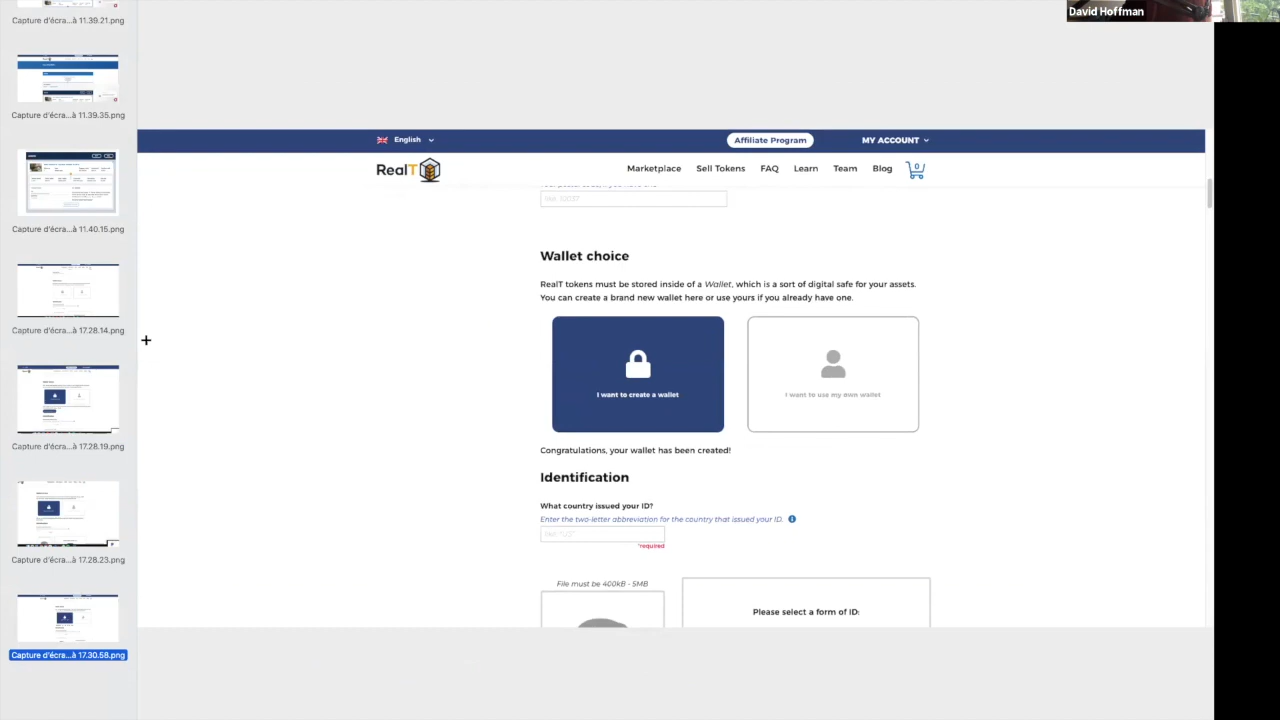 David Hoffman
Capture d'écra...à 11.39.21.png
Capture d'écra...à 11.39.35.png
Capture d'écra...à 11.40.15.png
Capture d'écra...à 17.28.14.png
Capture d'écra...à 17.28.19.png
Capture d'écra...à 17.28.23.png
Capture d'écra...à 17.30.58.png
English
Affiliate Program
MY ACCOUNT
RealT
Marketplace
Sell Tokens
FAQ
Learn
Team
Blog
0
Wallet choice
RealT tokens must be stored inside of a Wallet, which is a sort of digital safe for your assets.
You can create a brand new wallet here or use yours if you already have one.
I want to create a wallet
I want to use my own wallet
Congratulations, your wallet has been created!
Identification
What country issued your ID?
Enter the two-letter abbreviation for the country that issued your ID.
*required
File must be 400kB - 5MB
Please select a form of ID: